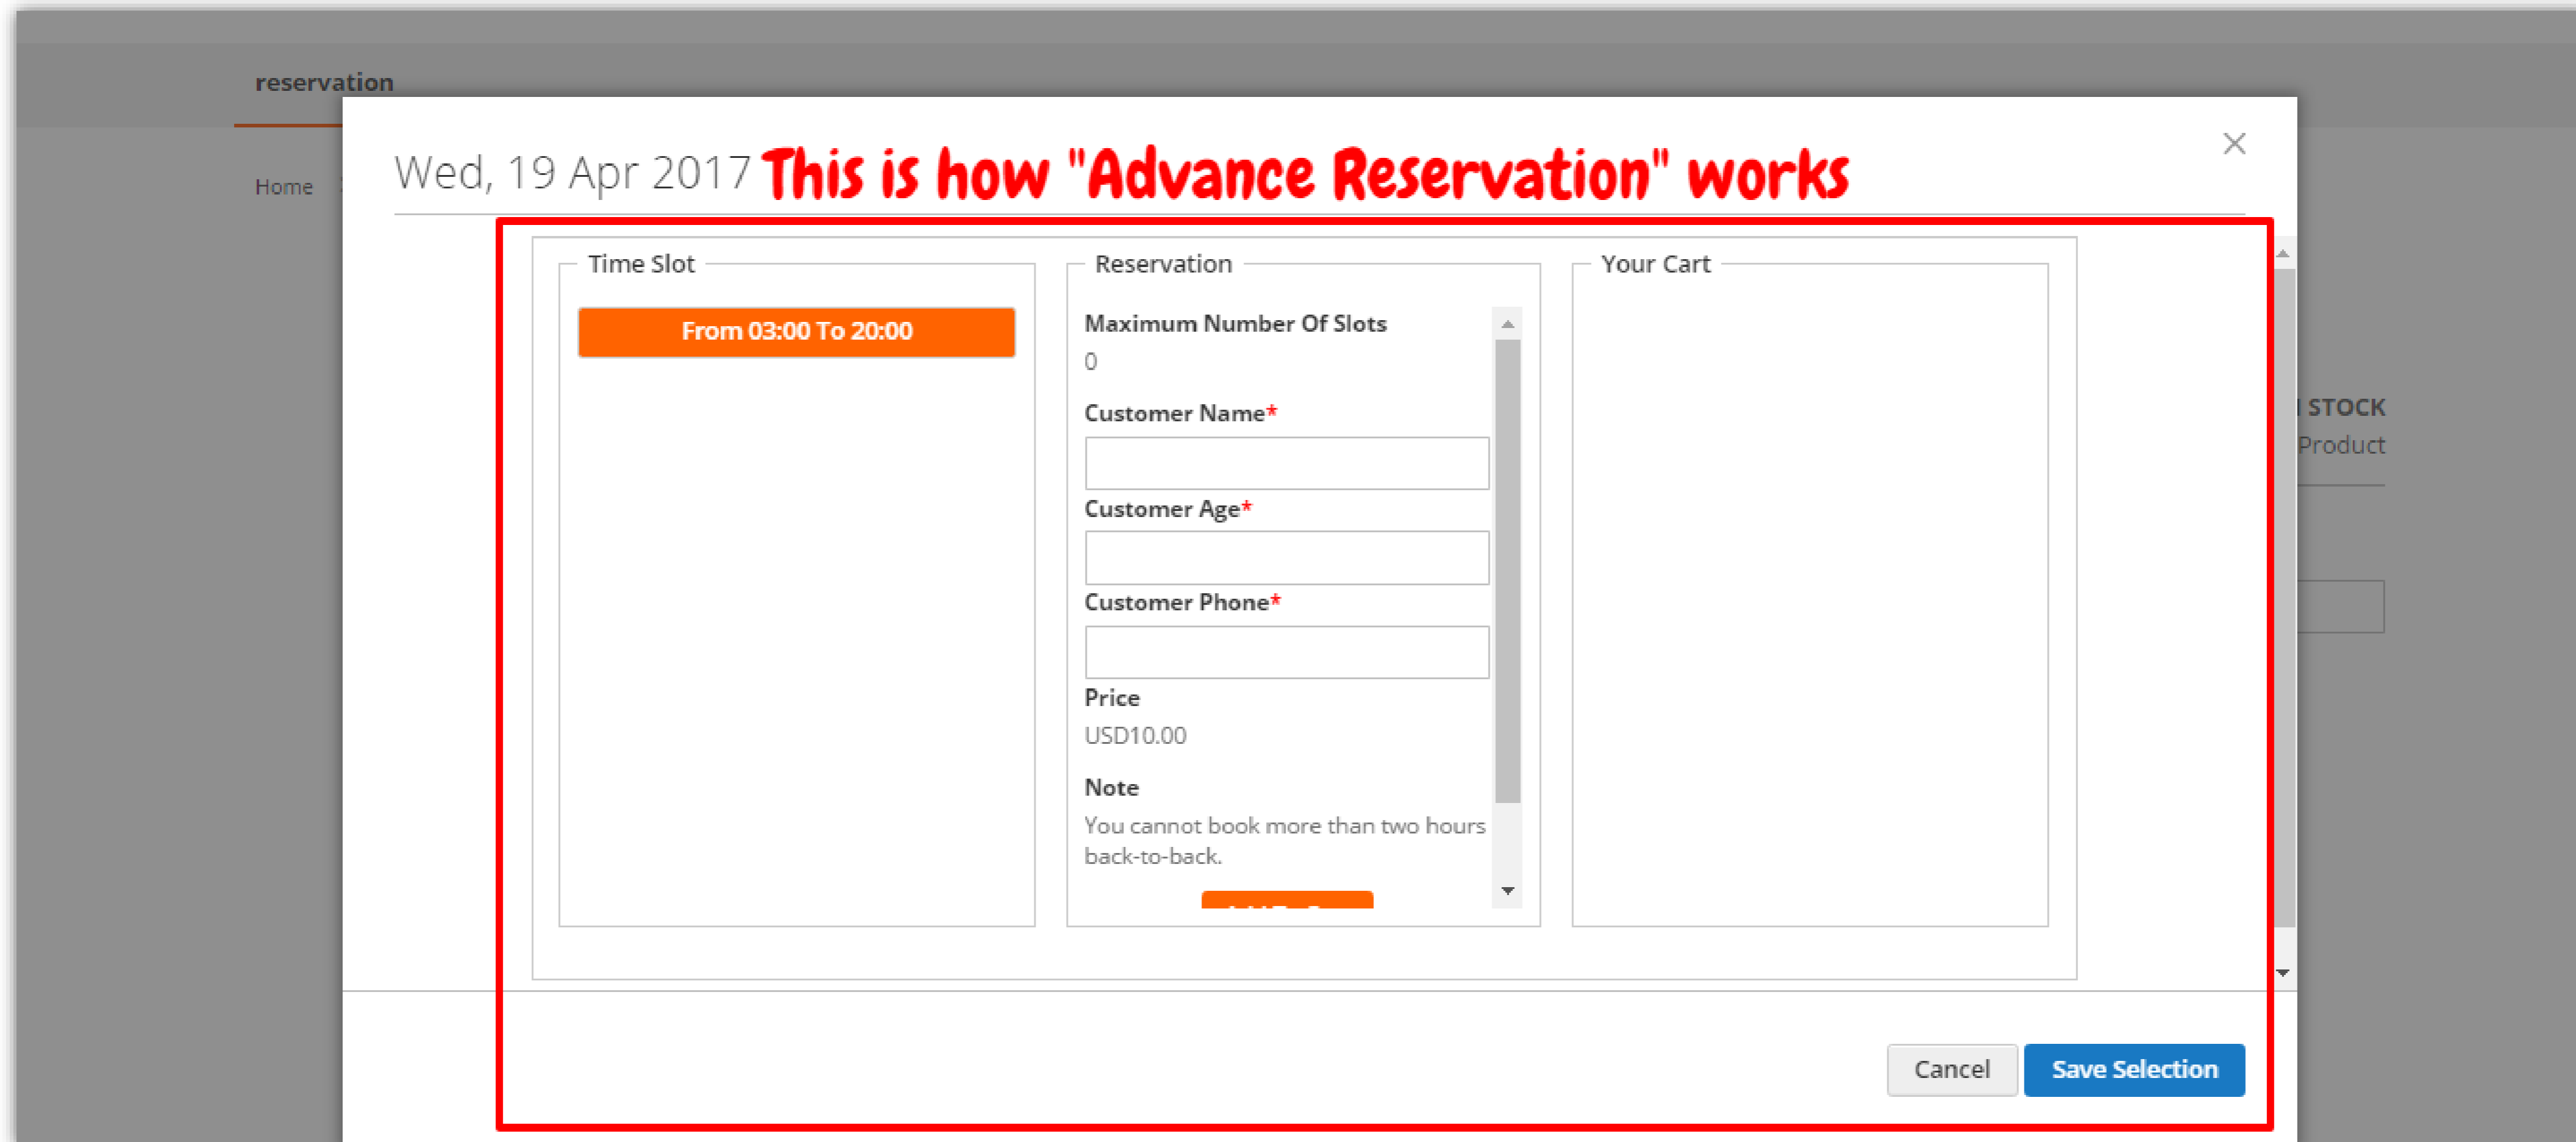 reservation
Home
Wed, 19 Apr 2017 This is how "Advance Reservation" works
Time Slot
From 03:00 To 20:00
Reservation
Maximum Number Of Slots
0
Customer Name*
Customer Age*
Customer Phone*
Price
USD10.00
Note
You cannot book more than two hours
back-to-back.
Your Cart
STOCK
Product
Cancel
Save Selection